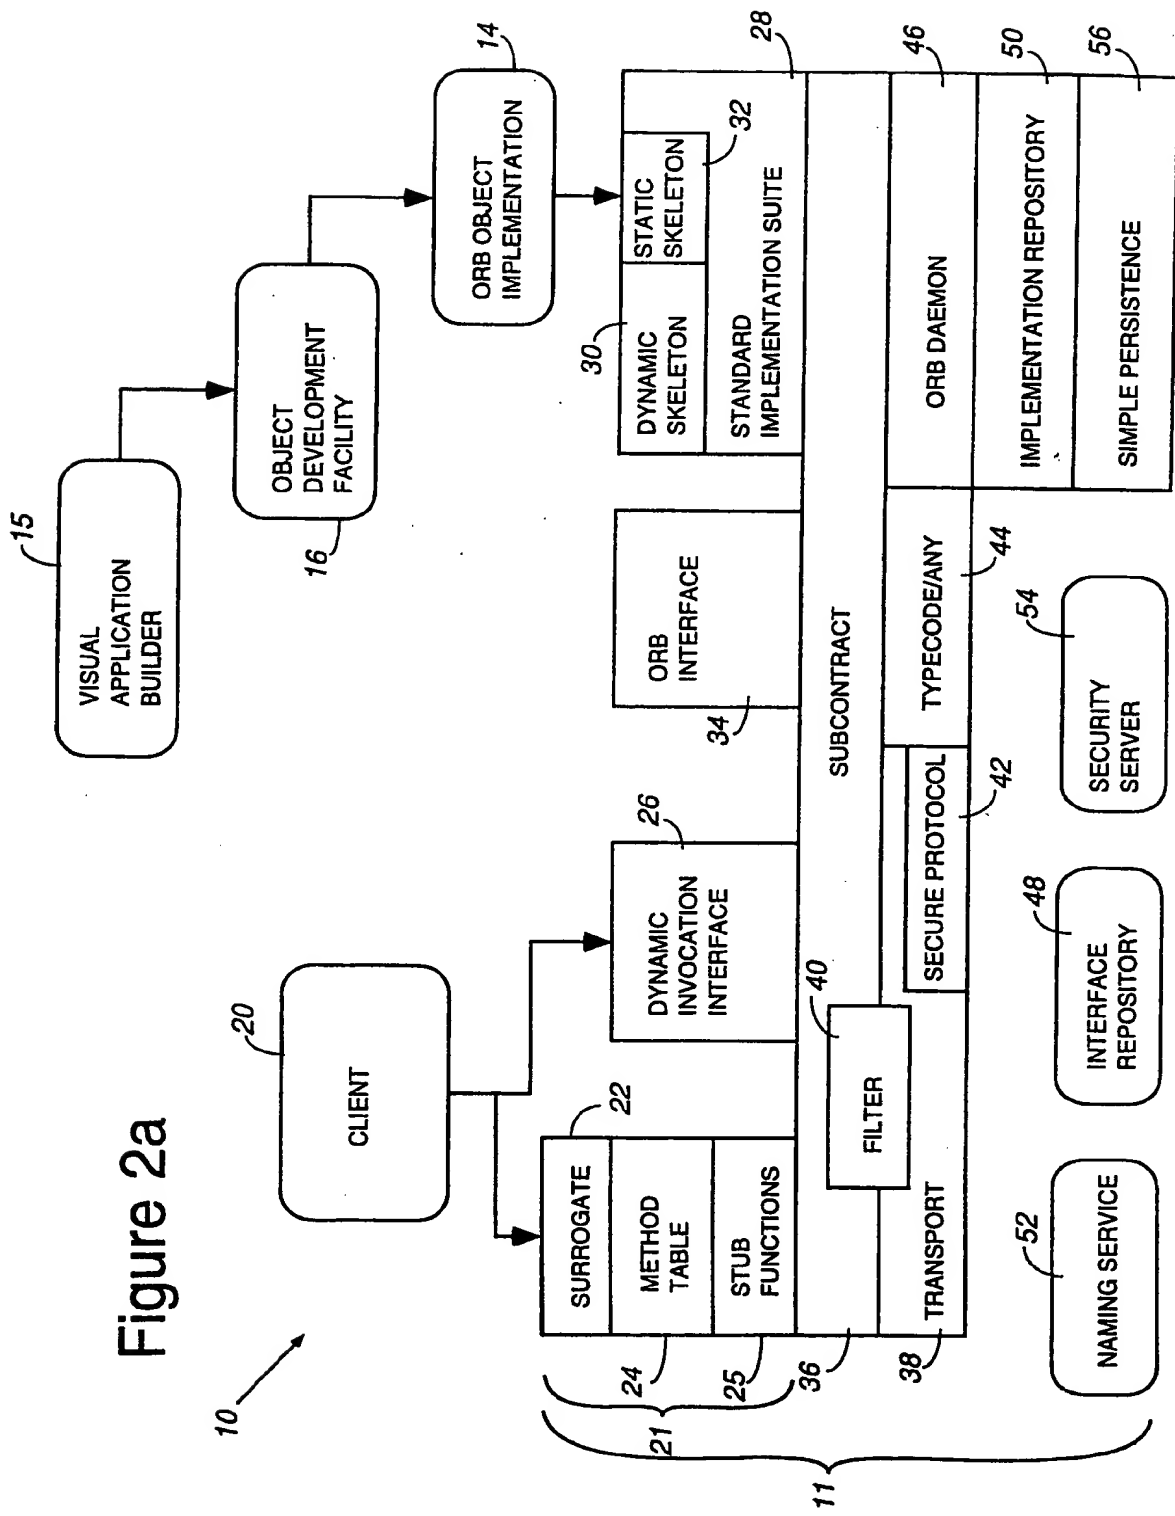 Figure 2a
10
20
CLIENT
15
VISUAL
APPLICATION
BUILDER
OBJECT
DEVELOPMENT
FACILITY
16
14
ORB OBJECT
IMPLEMENTATION
22
SURROGATE
24
METHOD
TABLE
25
STUB
FUNCTIONS
21
26
DYNAMIC
INVOCATION
INTERFACE
ORB
INTERFACE
34
30
DYNAMIC
SKELETON
STATIC
SKELETON
32
STANDARD
IMPLEMENTATION SUITE
28
36
SUBCONTRACT
40
FILTER
38
TRANSPORT
SECURE PROTOCOL
42
TYPECODE/ANY
44
ORB DAEMON
46
IMPLEMENTATION REPOSITORY
50
SIMPLE PERSISTENCE
56
11
52
NAMING SERVICE
48
INTERFACE
REPOSITORY
54
SECURITY
SERVER